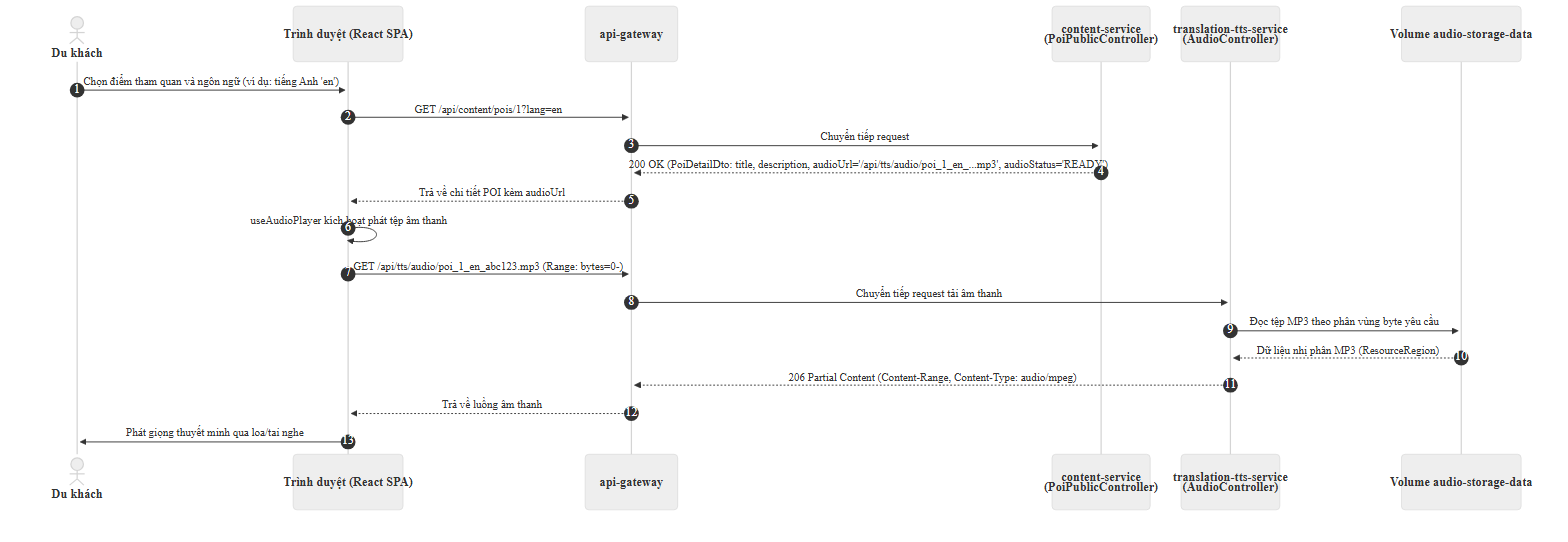 Du khách
Trình duyệt (React SPA)
api-gateway
content-service
(PoiPublicController)
translation-tts-service
(AudioController)
Volume audio-storage-data
1
Chọn điểm tham quan và ngôn ngữ (ví dụ: tiếng Anh 'en')
2
GET /api/content/pois/1?lang=en
3
Chuyển tiếp request
200 OK (PoiDetailDto: title, description, audioUrl='/api/tts/audio/poi_1_en_...mp3', audioStatus='READY')
4
Trả về chi tiết POI kèm audioUrl
5
useAudioPlayer kích hoạt phát tệp âm thanh
6
7
GET /api/tts/audio/poi_1_en_abc123.mp3 (Range: bytes=0-)
8
Chuyển tiếp request tải âm thanh
9
Đọc tệp MP3 theo phân vùng byte yêu cầu
Dữ liệu nhị phân MP3 (ResourceRegion)
10
206 Partial Content (Content-Range, Content-Type: audio/mpeg)
11
Trả về luồng âm thanh
12
Phát giọng thuyết minh qua loa/tai nghe
13
Du khách
Trình duyệt (React SPA)
api-gateway
content-service
(PoiPublicController)
translation-tts-service
(AudioController)
Volume audio-storage-data